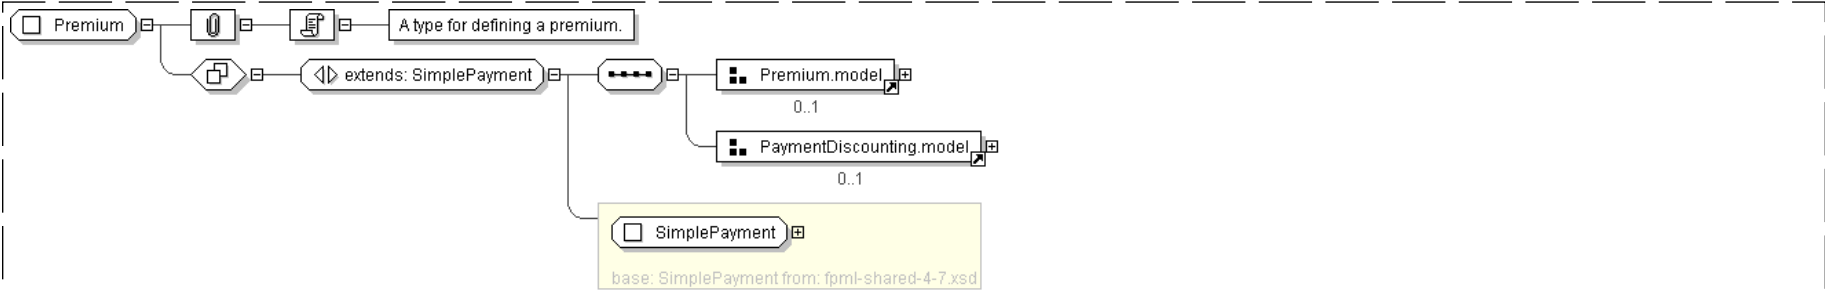 Premium
A type for defining a premium.
extends: SimplePayment
Premium.model
0..1
PaymentDiscounting.model
0..1
SimplePayment
base: SimplePayment from: fpml-shared-4-7.xsd